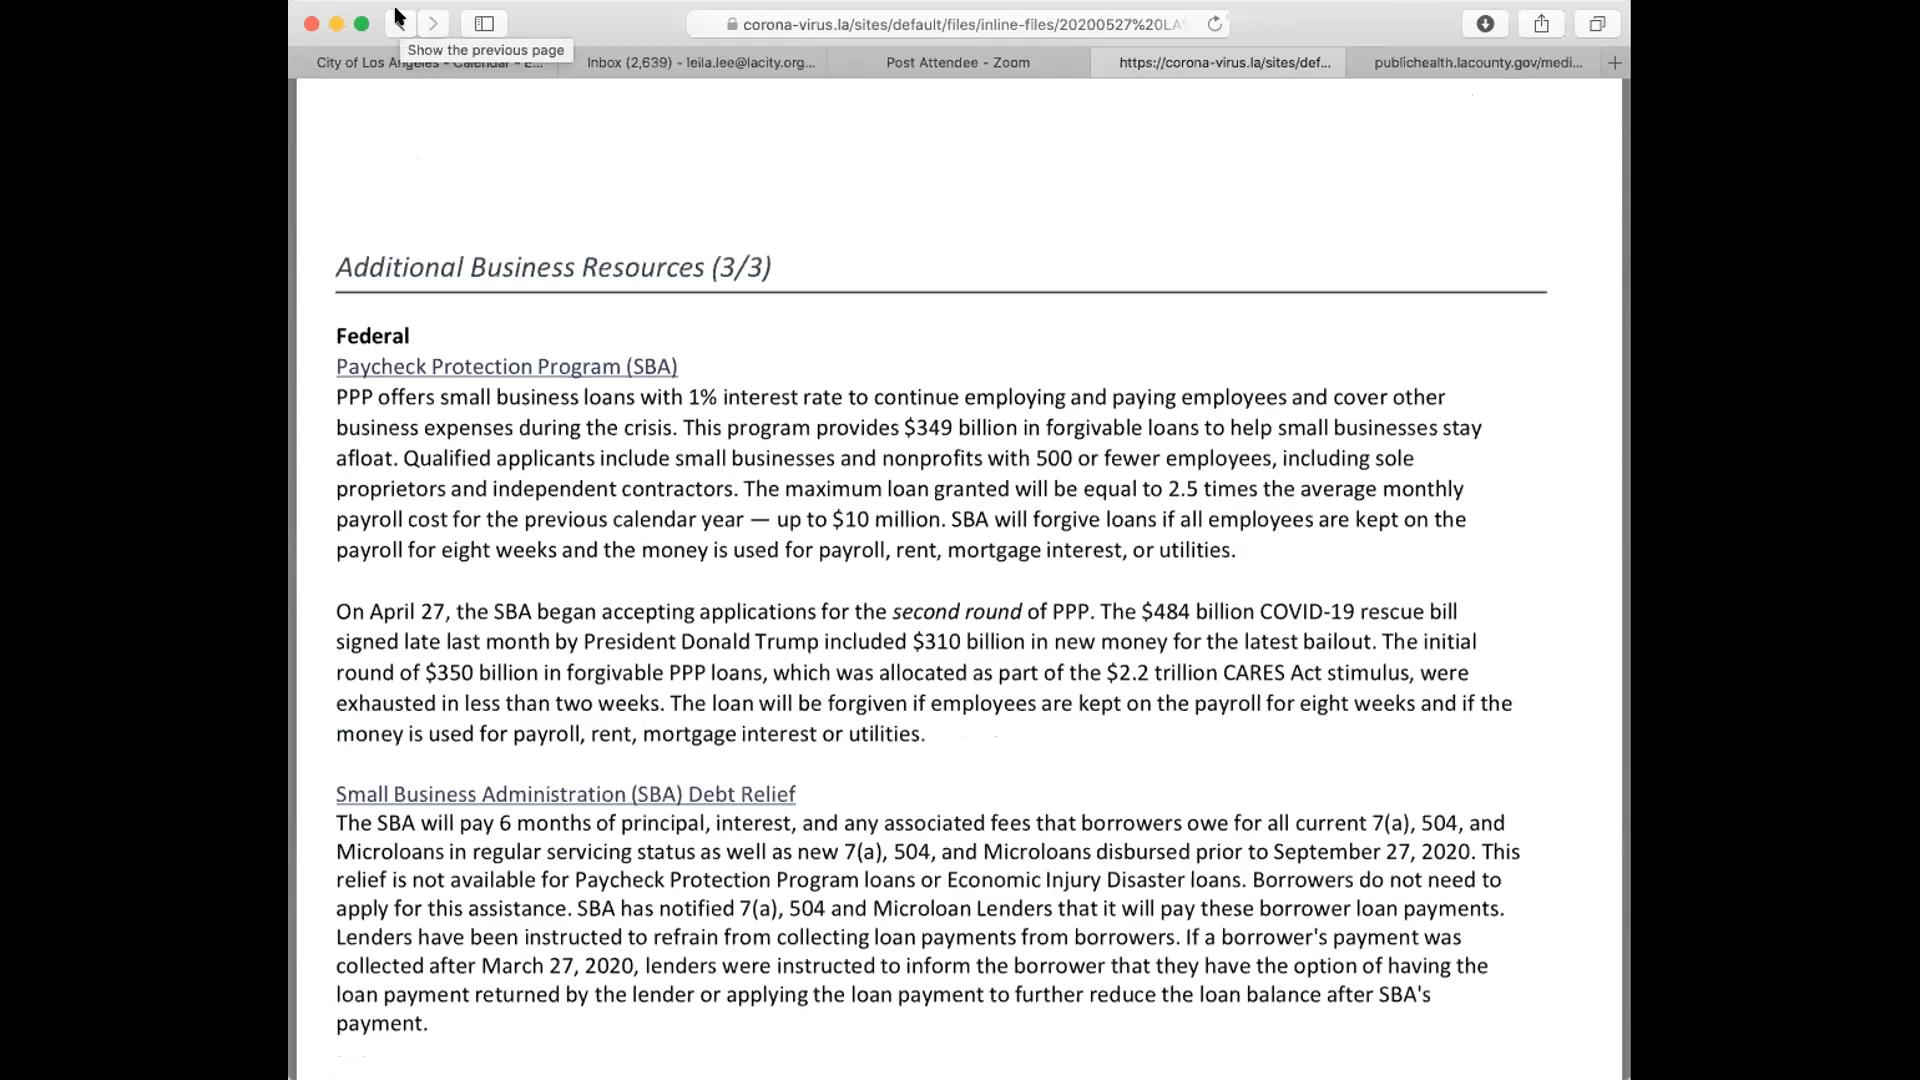 corona-virus.la/sites/default/files/inline-files/20200527%20LA
Show the previous page
City of Los Angeles - Calendar - E...
Inbox (2,639) - leila.lee@lacity.org...
Post Attendee - Zoom
https://corona-virus.la/sites/def...
publichealth.lacounty.gov/medi...
Additional Business Resources (3/3)
Federal
Paycheck Protection Program (SBA)
PPP offers small business loans with 1% interest rate to continue employing and paying employees and cover other
business expenses during the crisis. This program provides $349 billion in forgivable loans to help small businesses stay
afloat. Qualified applicants include small businesses and nonprofits with 500 or fewer employees, including sole
proprietors and independent contractors. The maximum loan granted will be equal to 2.5 times the average monthly
payroll cost for the previous calendar year — up to $10 million. SBA will forgive loans if all employees are kept on the
payroll for eight weeks and the money is used for payroll, rent, mortgage interest, or utilities.
On April 27, the SBA began accepting applications for the second round of PPP. The $484 billion COVID-19 rescue bill
signed late last month by President Donald Trump included $310 billion in new money for the latest bailout. The initial
round of $350 billion in forgivable PPP loans, which was allocated as part of the $2.2 trillion CARES Act stimulus, were
exhausted in less than two weeks. The loan will be forgiven if employees are kept on the payroll for eight weeks and if the
money is used for payroll, rent, mortgage interest or utilities.
Small Business Administration (SBA) Debt Relief
The SBA will pay 6 months of principal, interest, and any associated fees that borrowers owe for all current 7(a), 504, and
Microloans in regular servicing status as well as new 7(a), 504, and Microloans disbursed prior to September 27, 2020. This
relief is not available for Paycheck Protection Program loans or Economic Injury Disaster loans. Borrowers do not need to
apply for this assistance. SBA has notified 7(a), 504 and Microloan Lenders that it will pay these borrower loan payments.
Lenders have been instructed to refrain from collecting loan payments from borrowers. If a borrower's payment was
collected after March 27, 2020, lenders were instructed to inform the borrower that they have the option of having the
loan payment returned by the lender or applying the loan payment to further reduce the loan balance after SBA's
payment.